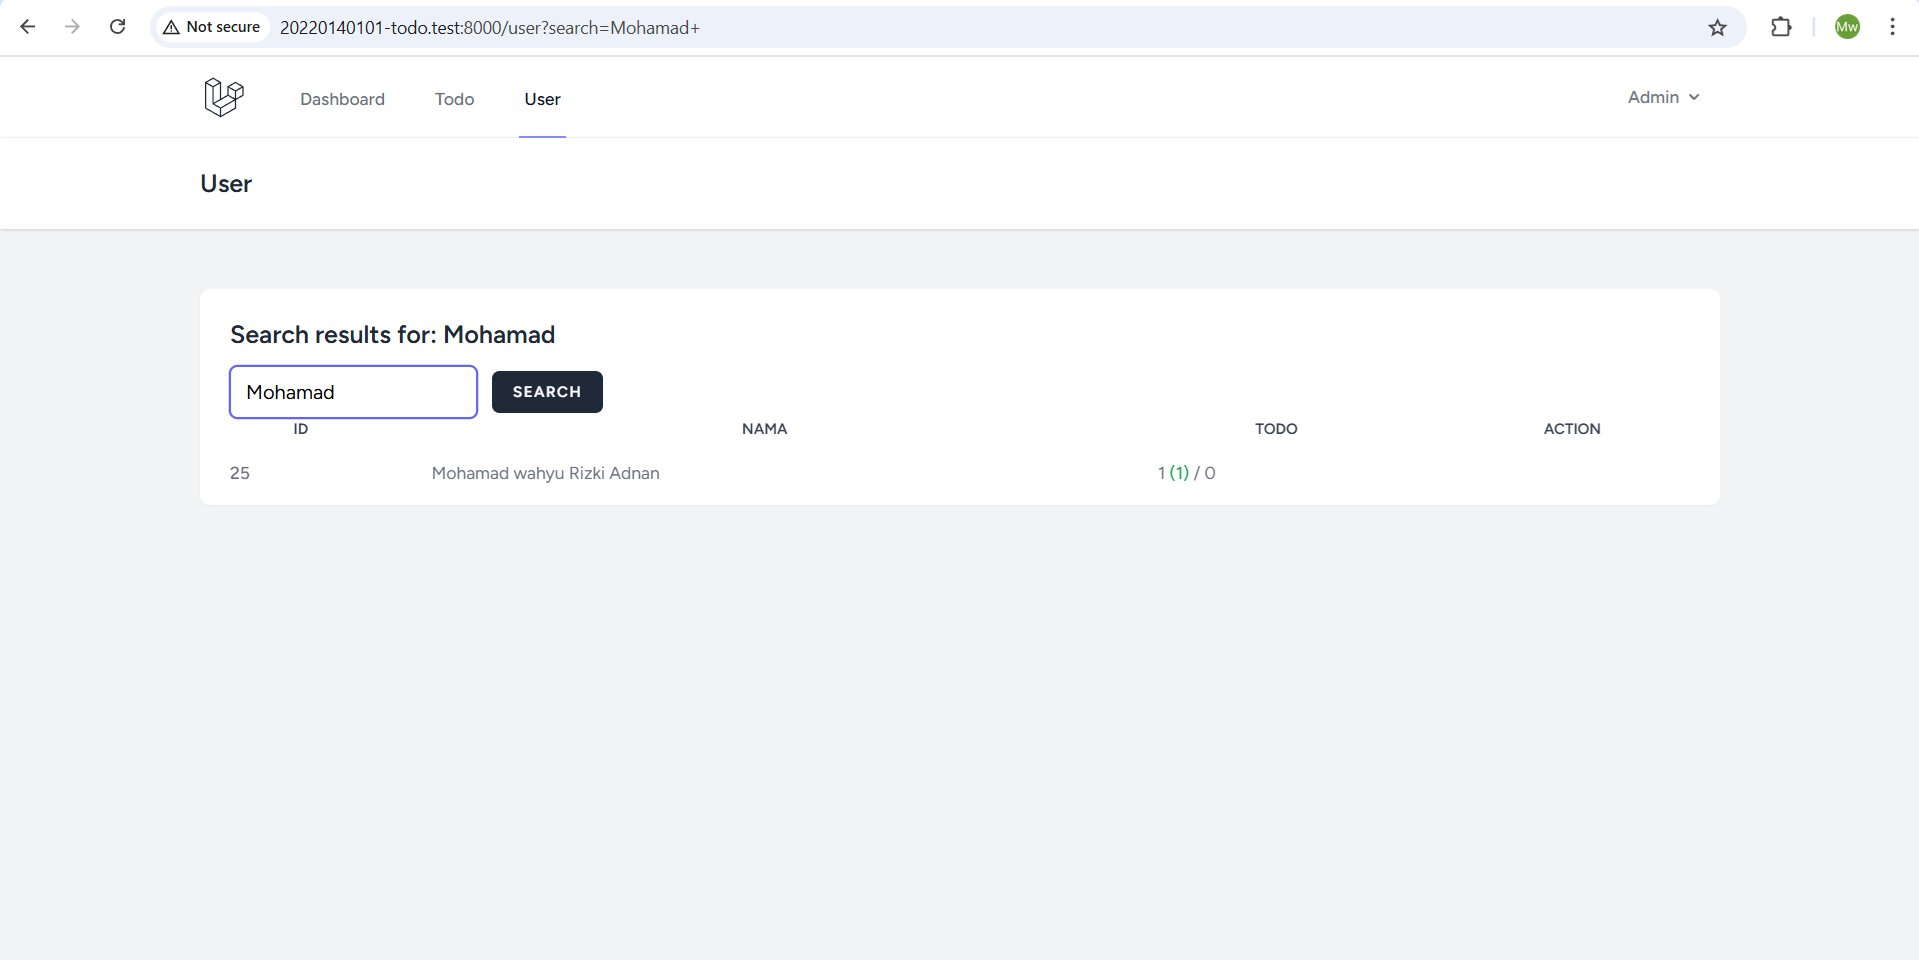 Not secure 20220140101-todo.test:8000/user?search=Mohamad+ Mw
Dashboard Todo User Admin
User
Search results for: Mohamad
Mohamad SEARCH
ID NAMA TODO ACTION
25 Mohamad wahyu Rizki Adnan 1 (1) / 0